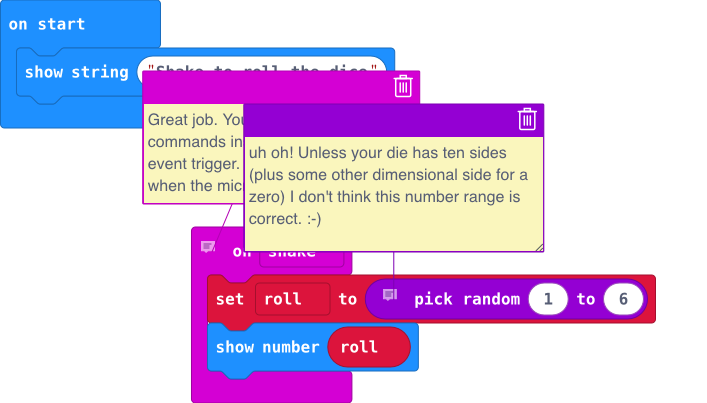 on start
show string "Shake to roll the dice"
Great job. You
commands in
event trigger.
when the mic
uh oh! Unless your die has ten sides
(plus some other dimensional side for a
zero) I don't think this number range is
correct. :-)
on shake
set roll to pick random 1 to 6
show number roll